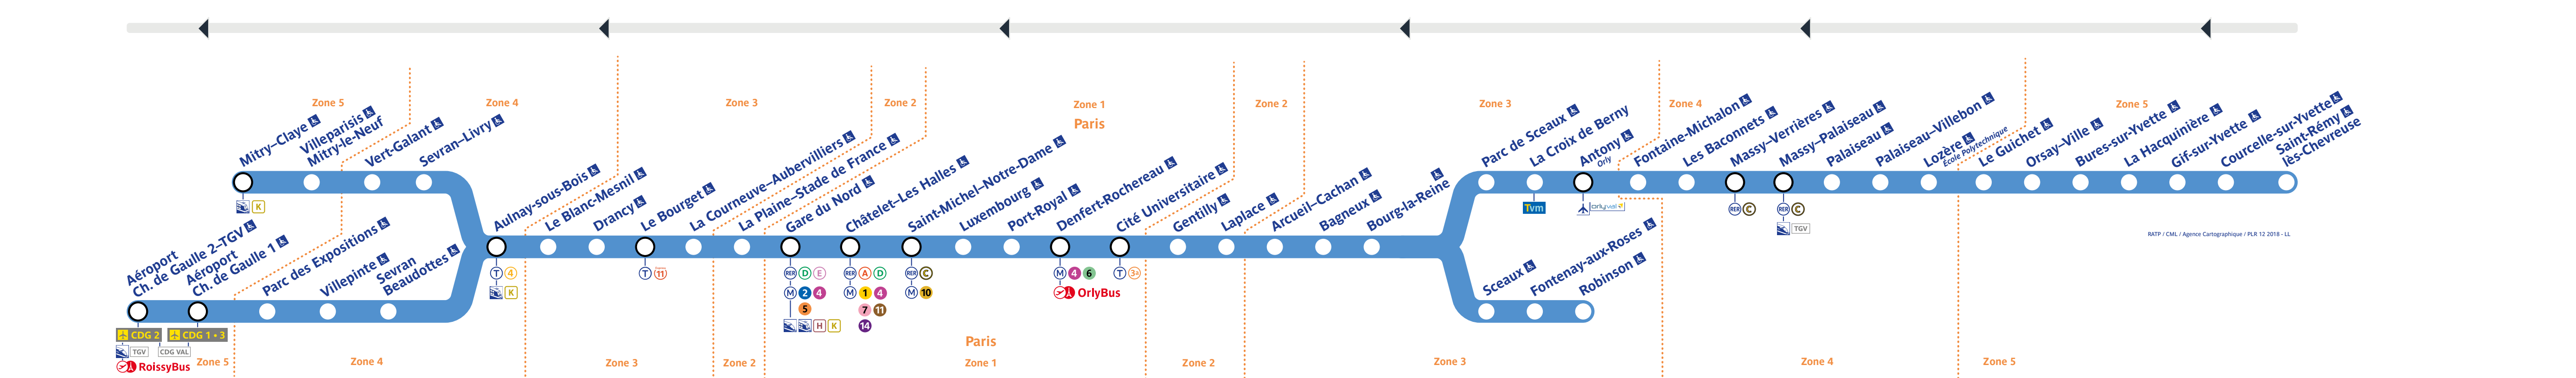 Zone 5
Zone 4
Zone 3
Zone 2
Zone 1
Paris
Zone 2
Zone 3
Zone 4
Zone 5
Mitry–Claye
Villeparisis
Mitry-le-Neuf
Vert-Galant
Sevran–Livry
K
Aéroport
Ch. de Gaulle 2–TGV
Aéroport
Ch. de Gaulle 1
Parc des Expositions
Villepinte
Sevran
Beaudottes
CDG 2
CDG 1 • 3
TGV
CDG VAL
RoissyBus
Aulnay-sous-Bois
T 4
K
Le Blanc-Mesnil
Drancy
Le Bourget
T 11
La Courneuve–Aubervilliers
La Plaine–Stade de France
Gare du Nord
RER D E
M 2 4
5
H K
Châtelet–Les Halles
RER A D
M 1 4
7 11
14
Saint-Michel–Notre-Dame
RER C
M 10
Luxembourg
Port-Royal
Denfert-Rochereau
M 4 6
OrlyBus
Cité Universitaire
T 3a
Gentilly
Laplace
Arcueil–Cachan
Bagneux
Bourg-la-Reine
Parc de Sceaux
La Croix de Berny
Tvm
Antony
Orly
orlyval
Fontaine-Michalon
Les Baconnets
Massy–Verrières
RER C
Massy–Palaiseau
RER C
TGV
Palaiseau
Palaiseau–Villebon
Lozère
École Polytechnique
Le Guichet
Orsay–Ville
Bures-sur-Yvette
La Hacquinière
Gif-sur-Yvette
Courcelle-sur-Yvette
Saint-Rémy
lès-Chevreuse
Sceaux
Fontenay-aux-Roses
Robinson
RATP / CML / Agence Cartographique / PLR 12 2018 - LL
Zone 5
Zone 4
Zone 3
Zone 2
Paris
Zone 1
Zone 2
Zone 3
Zone 4
Zone 5